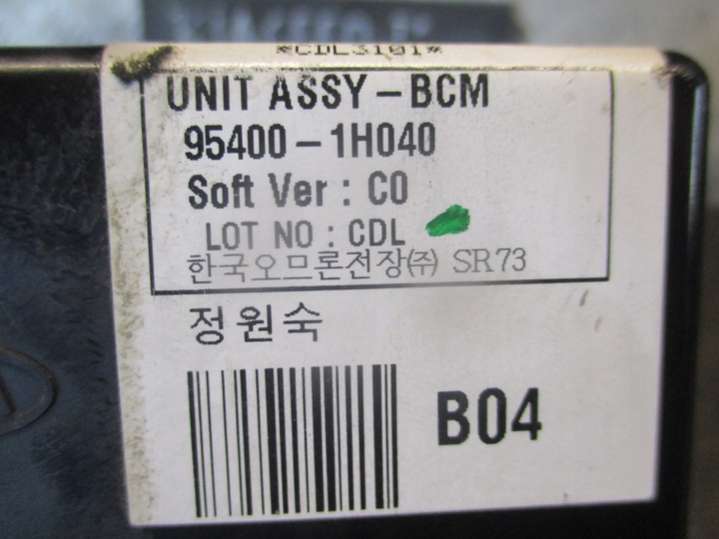 *CDL3101*
UNIT ASSY-BCM
95400-1H040
Soft Ver : C0
LOT NO : CDL
한국오므론전장㈜ SR73
정원숙
B04